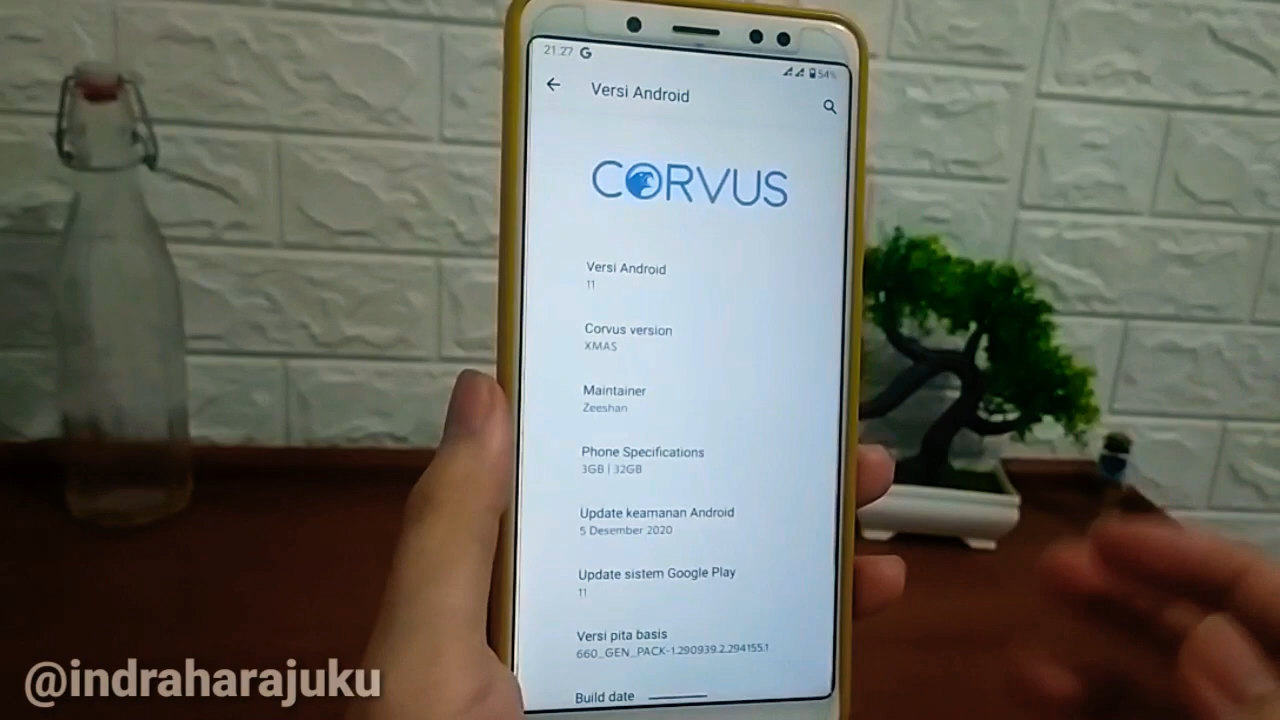 21.27 G
54%
Versi Android
CORVUS
Versi Android
11
Corvus version
XMAS
Maintainer
Zeeshan
Phone Specifications
3GB | 32GB
Update keamanan Android
5 Desember 2020
Update sistem Google Play
11
Versi pita basis
660_GEN_PACK-1.290939.2.294155.1
Build date
@indraharajuku